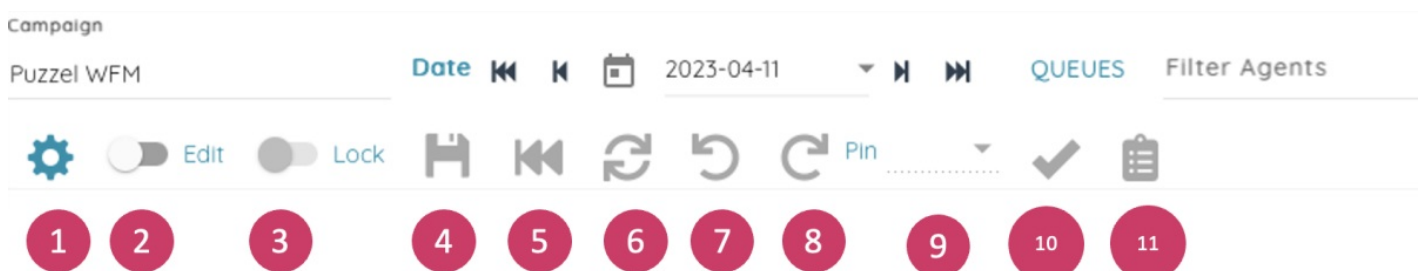 Campaign
Puzzel WFM Date 2023-04-11 QUEUES Filter Agents
Edit Lock Pin
1 2 3 4 5 6 7 8 9 10 11